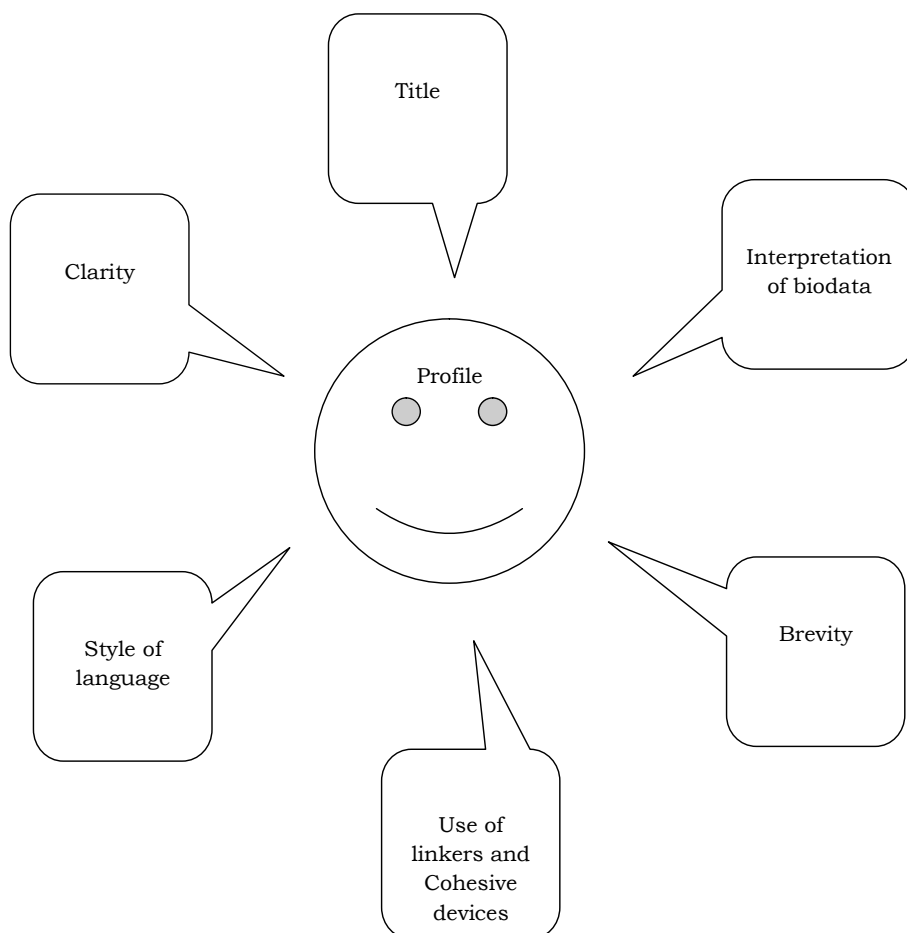 Title
Clarity
Interpretation
of biodata
Profile
Style of
language
Brevity
Use of
linkers and
Cohesive
devices